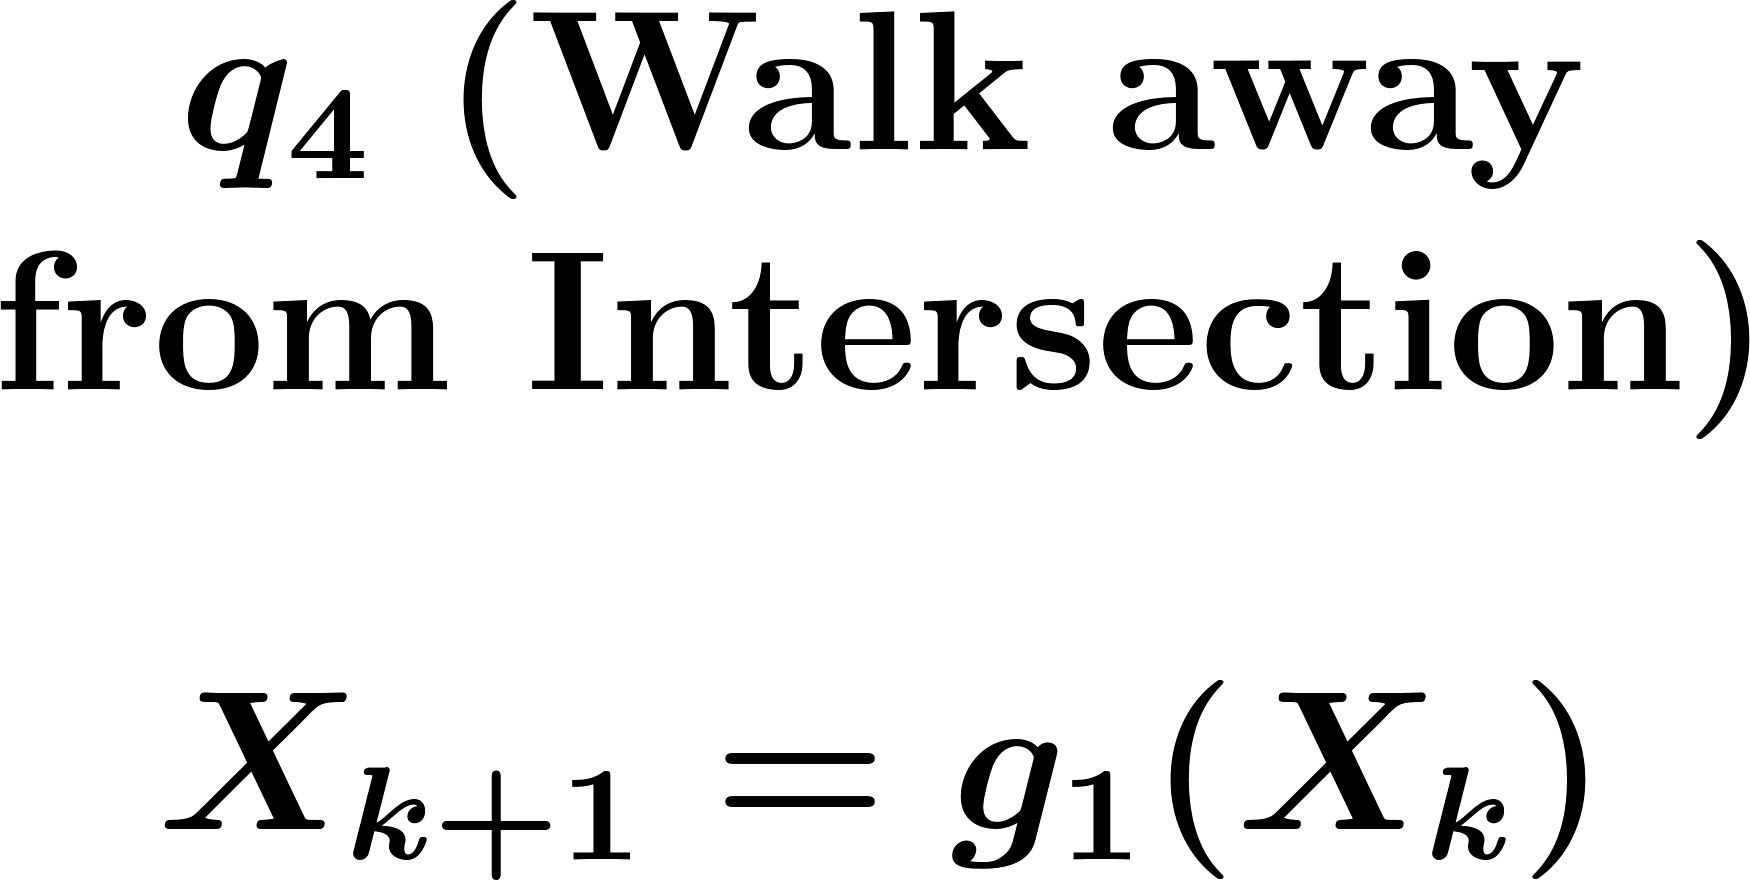 q₄ (Walk away
from Intersection)
Xₖ₊₁ = g₁(Xₖ)